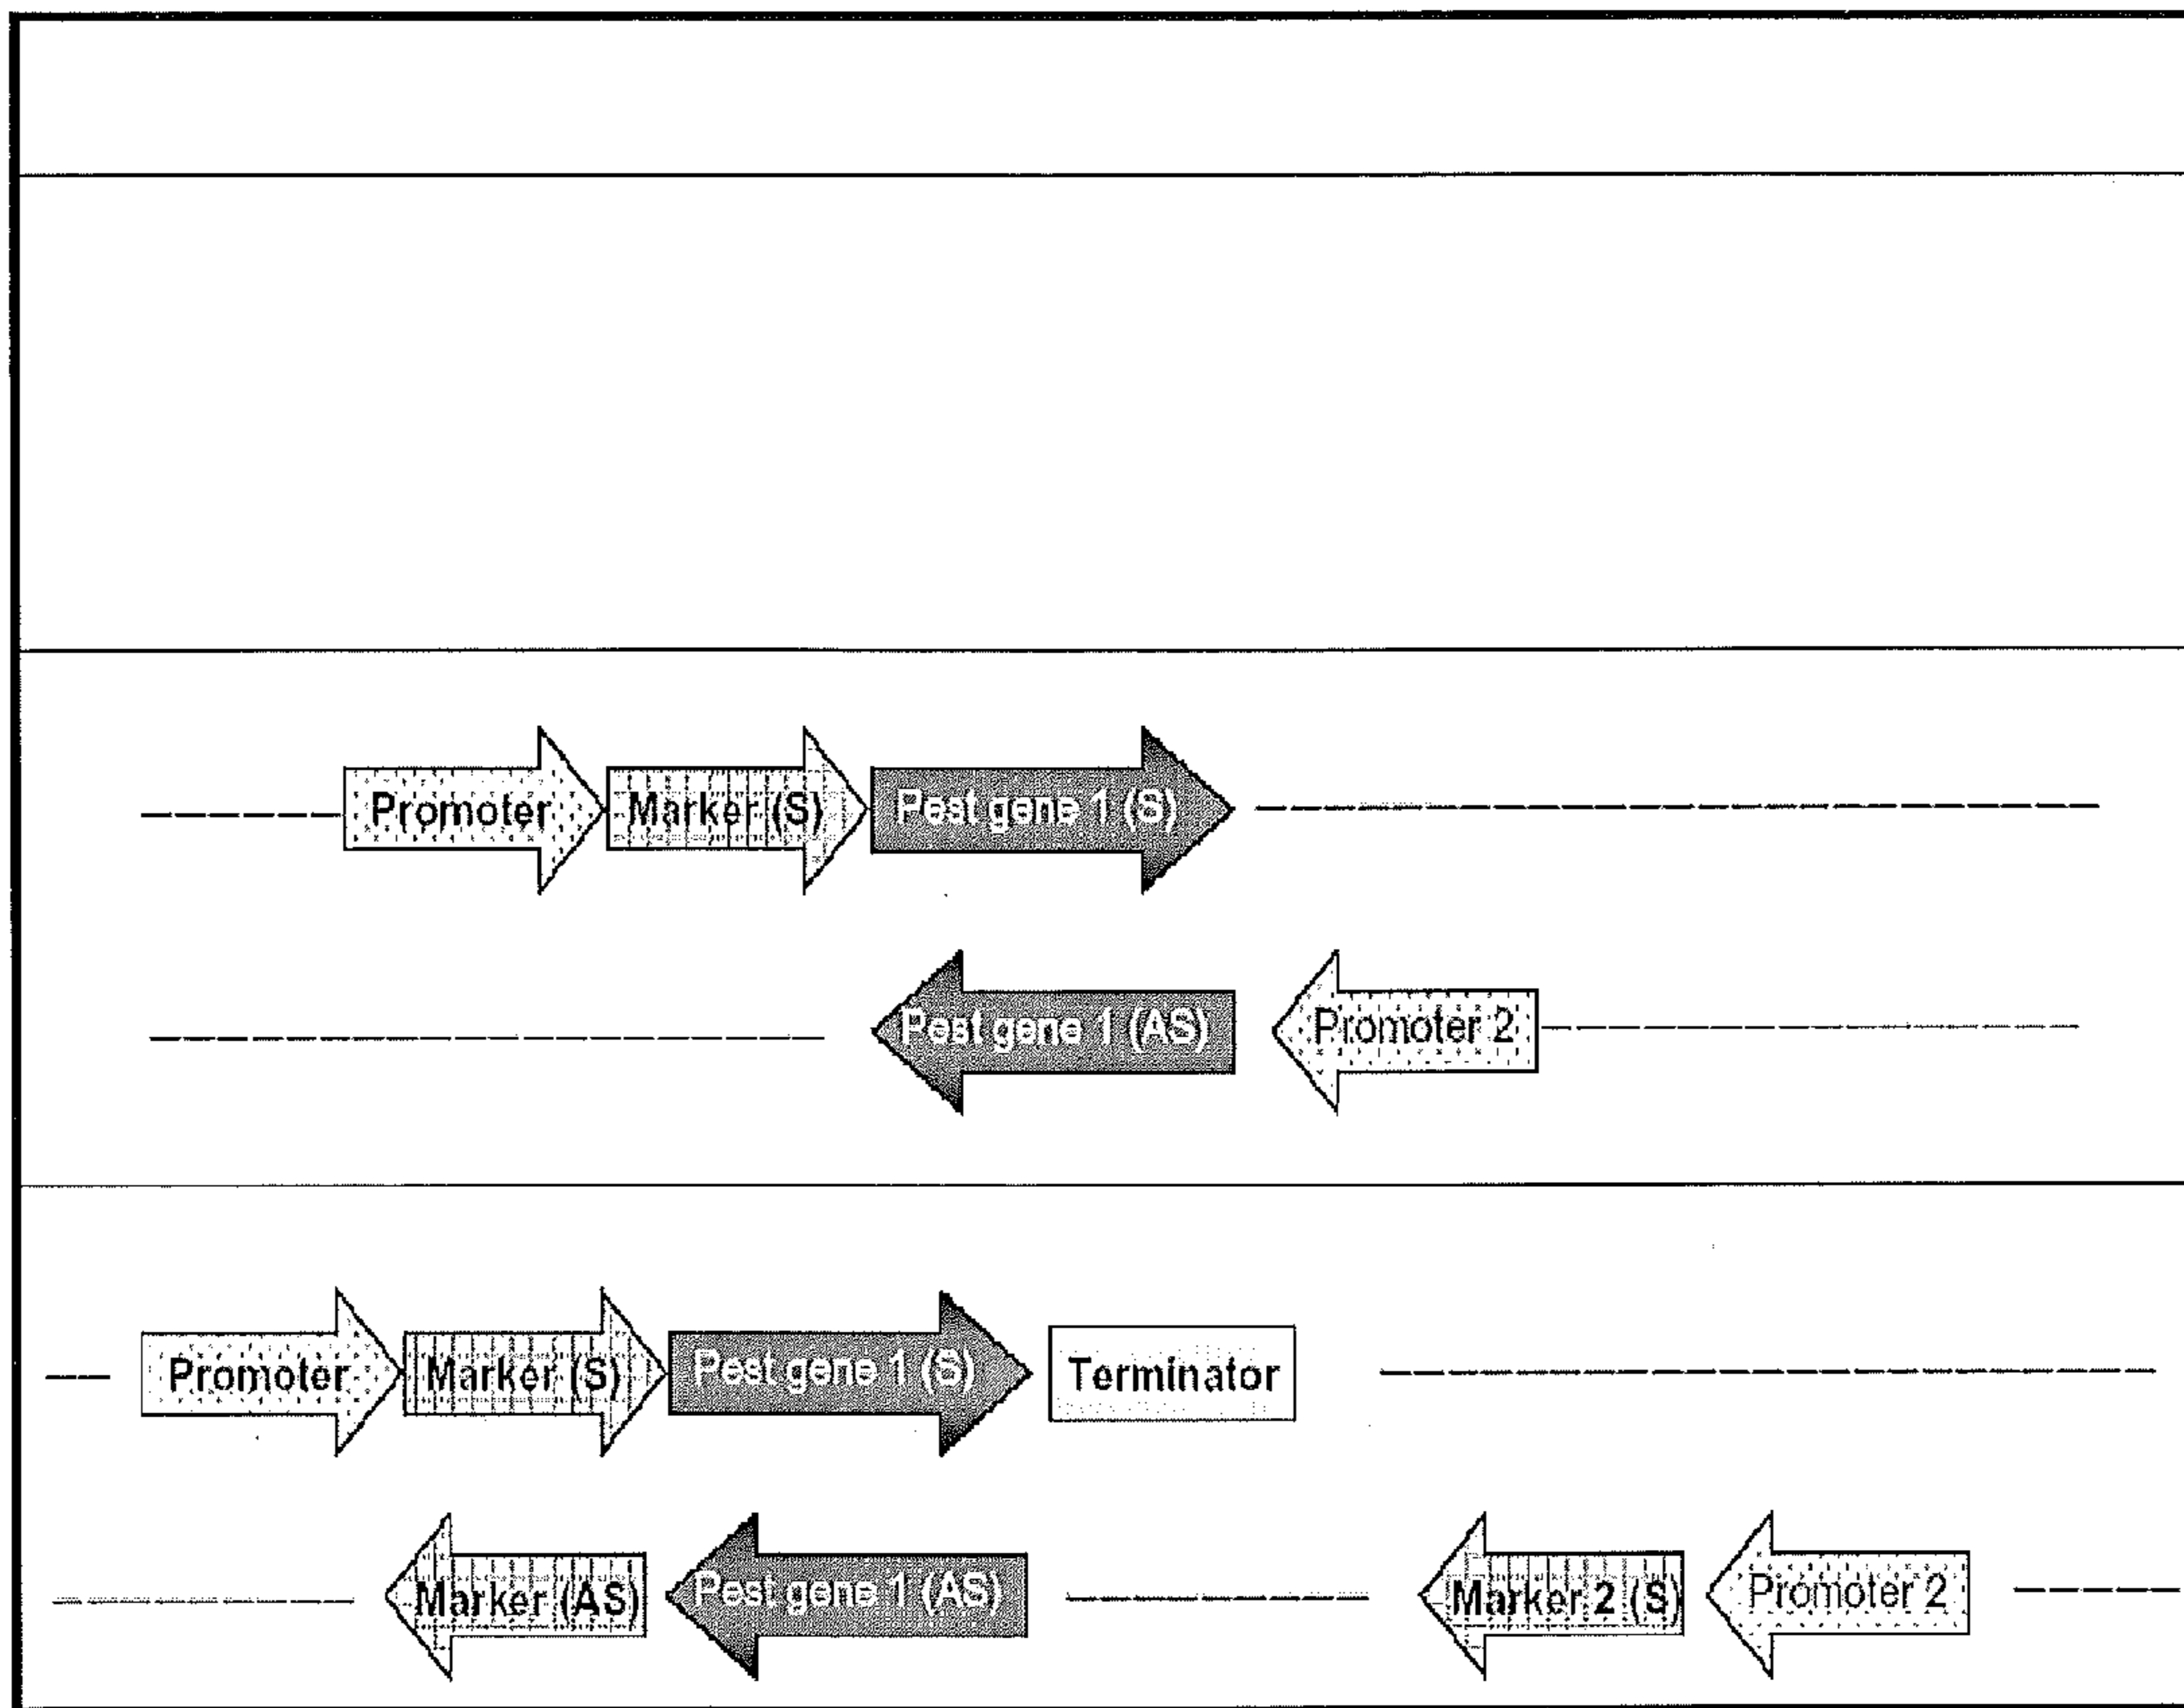 Promoter Marker (S) Pest gene 1 (S)
Pest gene 1 (AS) Promoter 2
Promoter Marker (S) Pest gene 1 (S) Terminator
Marker (AS) Pest gene 1 (AS) Marker 2 (S) Promoter 2